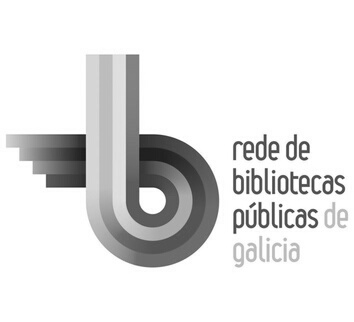 rede de
bibliotecas
públicas de
galicia